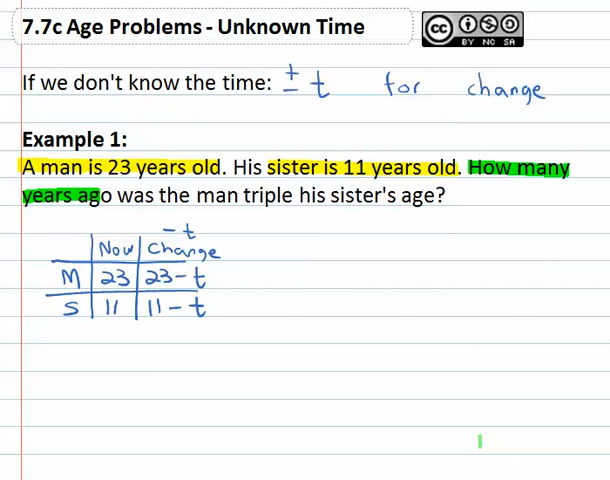 7.7c Age Problems - Unknown Time
cc BY NC SA
If we don't know the time: ± t for change
Example 1:
A man is 23 years old. His sister is 11 years old. How many
years ago was the man triple his sister's age?
- t
Now Change
M 23 23 - t
S 11 11 - t